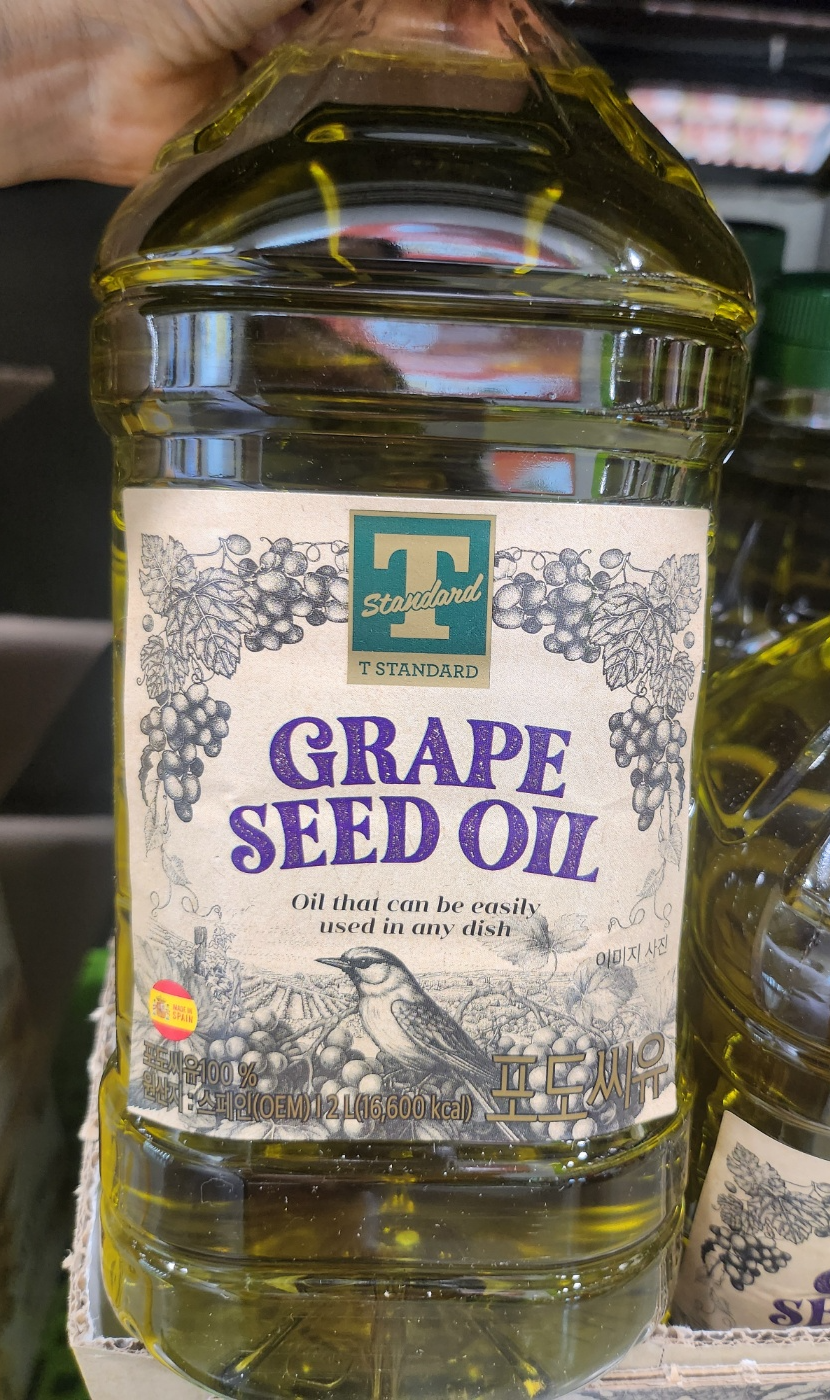 T
Standard
T STANDARD
GRAPE
SEED OIL
Oil that can be easily
used in any dish
이미지 사진
MADE IN
SPAIN
포도씨유100 %
원산지 : 스페인(OEM) | 2 L(16,600 kcal)
포도씨유